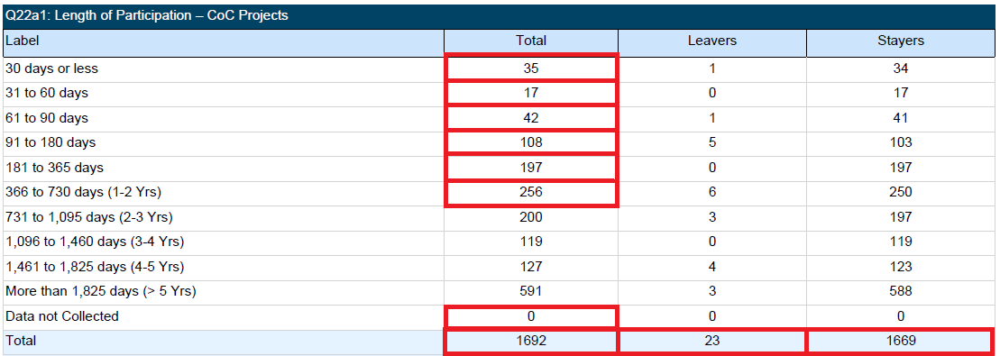 Q22a1: Length of Participation – CoC Projects
Label Total Leavers Stayers
30 days or less 35 1 34
31 to 60 days 17 0 17
61 to 90 days 42 1 41
91 to 180 days 108 5 103
181 to 365 days 197 0 197
366 to 730 days (1-2 Yrs) 256 6 250
731 to 1,095 days (2-3 Yrs) 200 3 197
1,096 to 1,460 days (3-4 Yrs) 119 0 119
1,461 to 1,825 days (4-5 Yrs) 127 4 123
More than 1,825 days (> 5 Yrs) 591 3 588
Data not Collected 0 0 0
Total 1692 23 1669